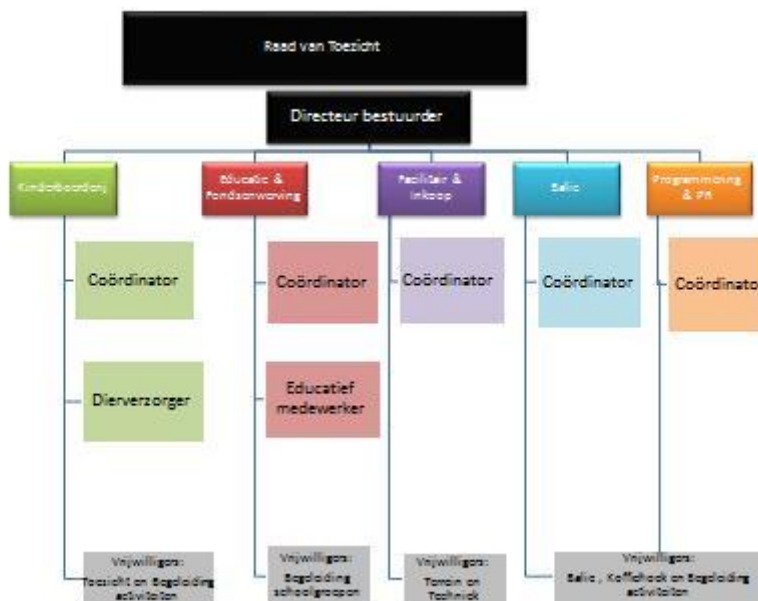 Raad van Toezicht
Directeur bestuurder
Kinderboerderij
Educatie &
Fondsenwerving
Facilitair &
Inkoop
Balie
Programmering
& PR
Coördinator
Coördinator
Coördinator
Coördinator
Coördinato
Dierverzorger
Educatief
medewerker
Vrijwilligers:
Toezicht en Begeleiding
activiteiten
Vrijwilligers:
Begeleiding
schoolgroepen
Vrijwilligers:
Terrein en
Techniek
Vrijwilligers:
Balie , Koffiehoek en Begeleiding
activiteiten